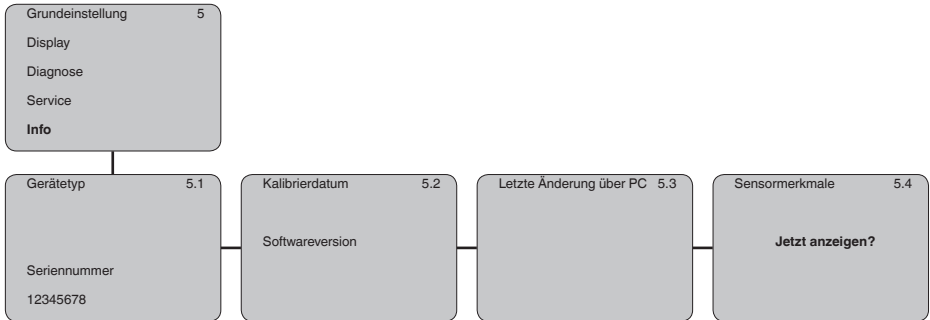 Grundeinstellung 5
Display
Diagnose
Service
Info
Gerätetyp 5.1
Seriennummer
12345678
Kalibrierdatum 5.2
Softwareversion
Letzte Änderung über PC 5.3
Sensormerkmale 5.4
Jetzt anzeigen?